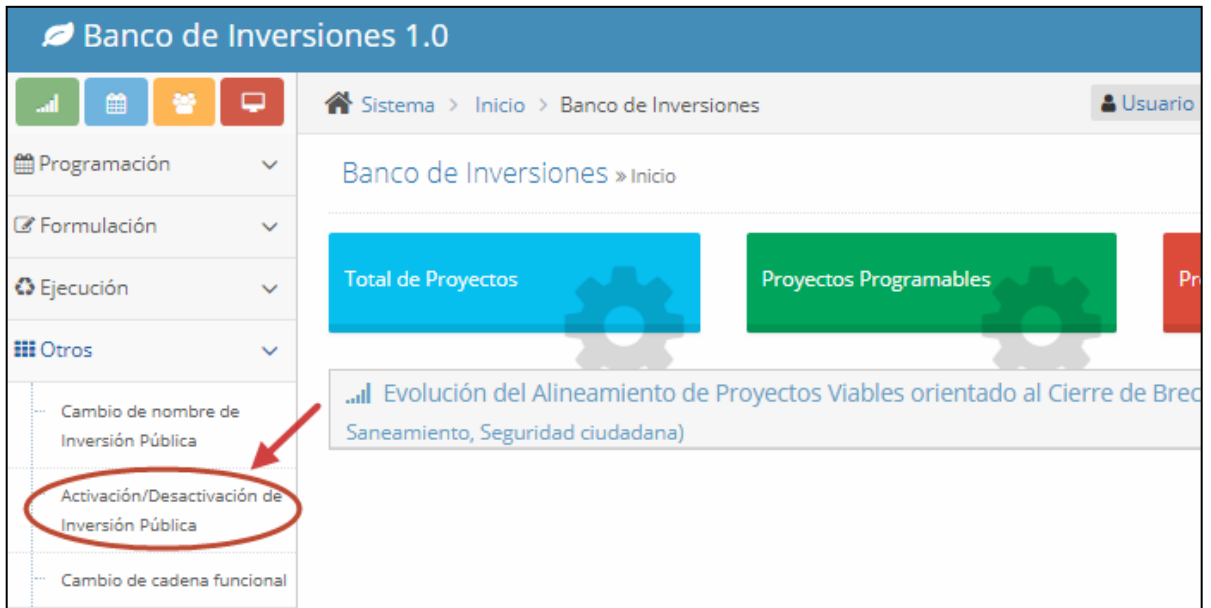 Banco de Inversiones 1.0
Sistema > Inicio > Banco de Inversiones
Usuario
Programación
Formulación
Ejecución
Otros
Cambio de nombre de
Inversión Pública
Activación/Desactivación de
Inversión Pública
Cambio de cadena funcional
Banco de Inversiones » Inicio
Total de Proyectos
Proyectos Programables
Evolución del Alineamiento de Proyectos Viables orientado al Cierre de
Saneamiento, Seguridad ciudadana)